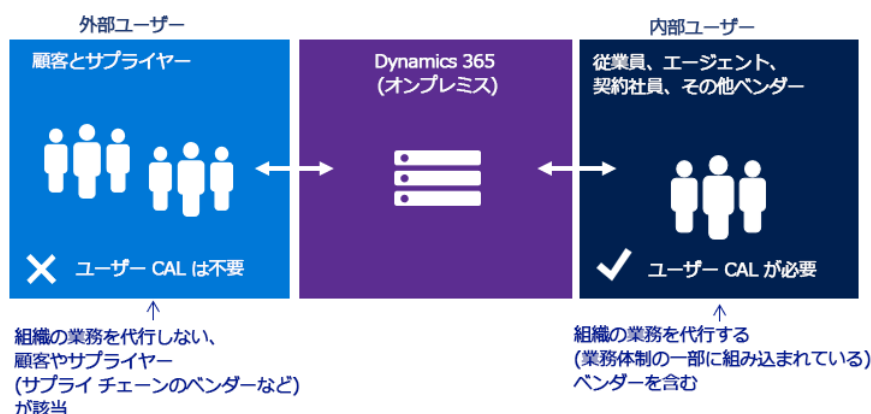 外部ユーザー
顧客とサプライヤー
✕ ユーザー CAL は不要
組織の業務を代行しない、
顧客やサプライヤー
(サプライ チェーンのベンダーなど)
が該当
Dynamics 365
(オンプレミス)
内部ユーザー
従業員、エージェント、
契約社員、その他ベンダー
✓ ユーザー CAL が必要
組織の業務を代行する
(業務体制の一部に組み込まれている)
ベンダーを含む